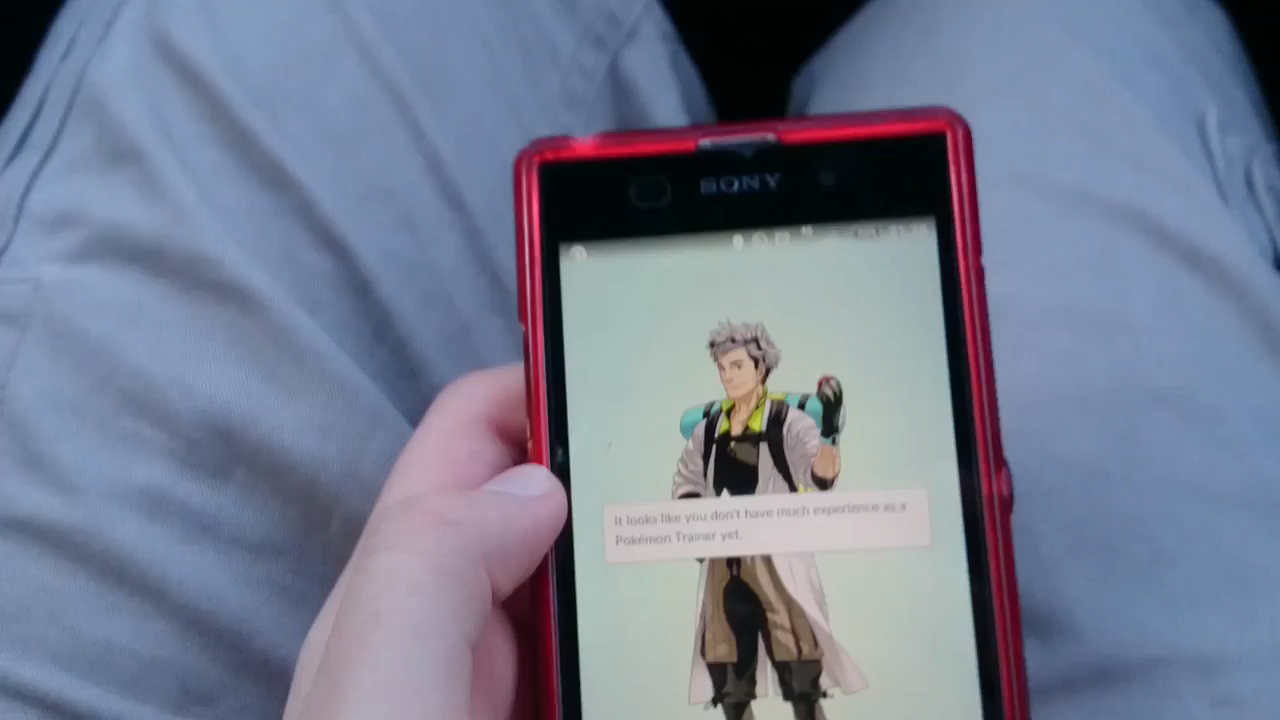 SONY
It looks like you don't have much experience as a
Pokémon Trainer yet.